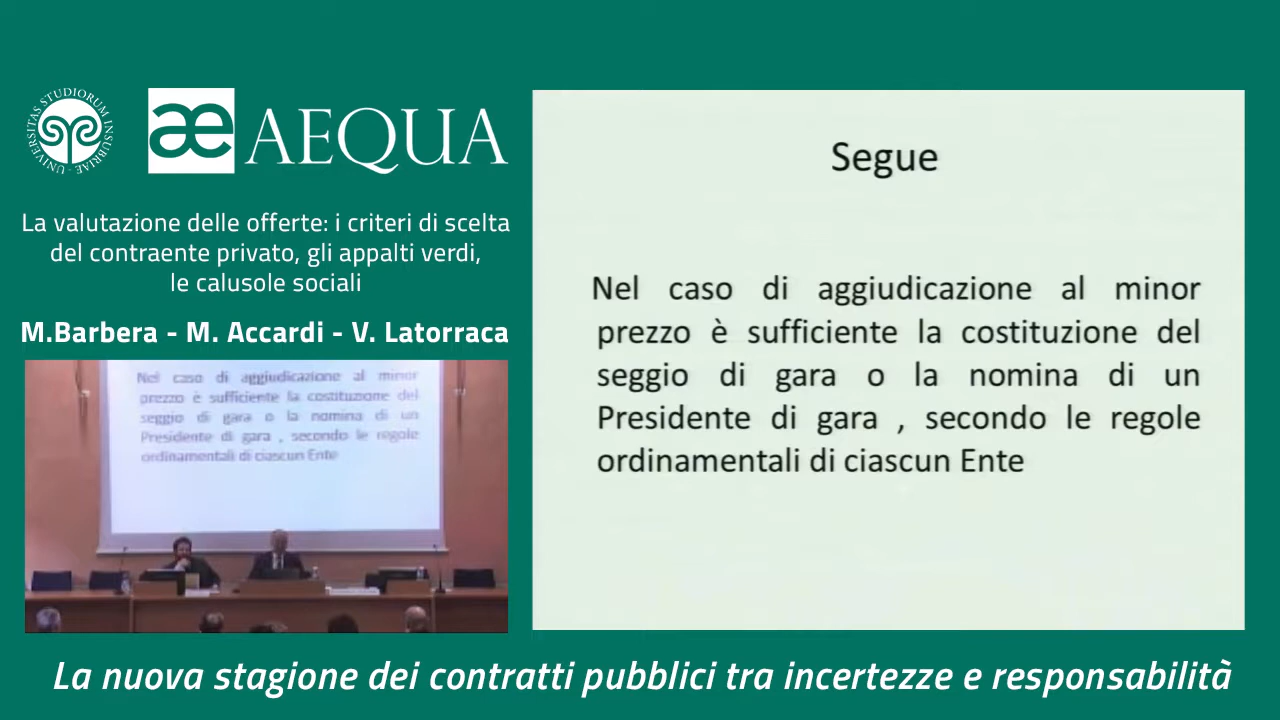 UNIVERSITAS STUDIORUM INSUBRIAE
æ AEQUA
La valutazione delle offerte: i criteri di scelta
del contraente privato, gli appalti verdi,
le calusole sociali
M.Barbera - M. Accardi - V. Latorraca
Nel caso di aggiudicazione al minor
prezzo è sufficiente la costituzione del
seggio di gara o la nomina di un
Presidente di gara , secondo le regole
ordinamentali di ciascun Ente
Segue
Nel caso di aggiudicazione al minor
prezzo è sufficiente la costituzione del
seggio di gara o la nomina di un
Presidente di gara , secondo le regole
ordinamentali di ciascun Ente
La nuova stagione dei contratti pubblici tra incertezze e responsabilità